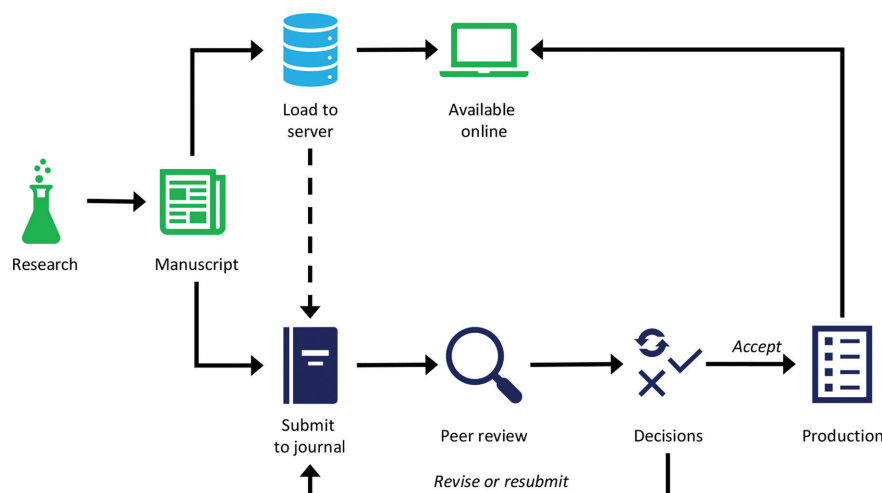 Load to
server
Available
online
Research
Manuscript
Accept
Submit
to journal
Peer review
Decisions
Production
Revise or resubmit